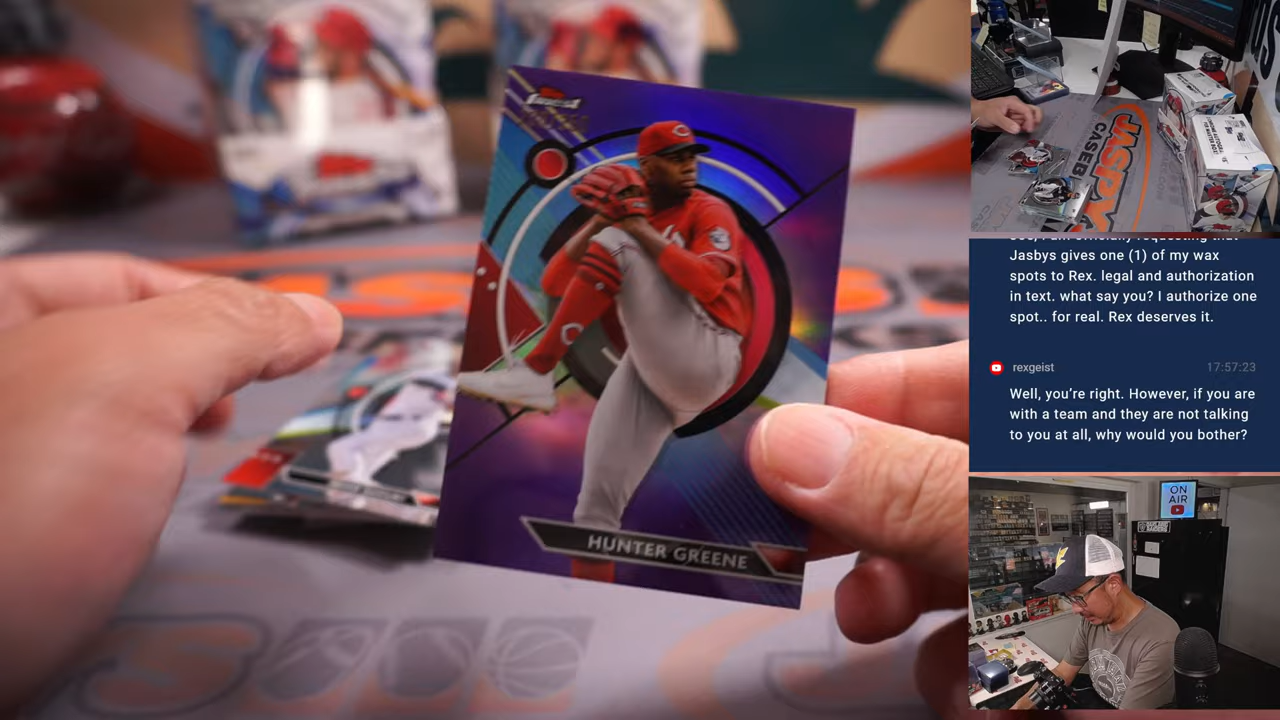 FINEST
HUNTER GREENE
JASPY
CASEB
Jasbys gives one (1) of my wax
spots to Rex. legal and authorization
in text. what say you? I authorize one
spot.. for real. Rex deserves it.
rexgeist 17:57:23
Well, you're right. However, if you are
with a team and they are not talking
to you at all, why would you bother?
ON
AIR